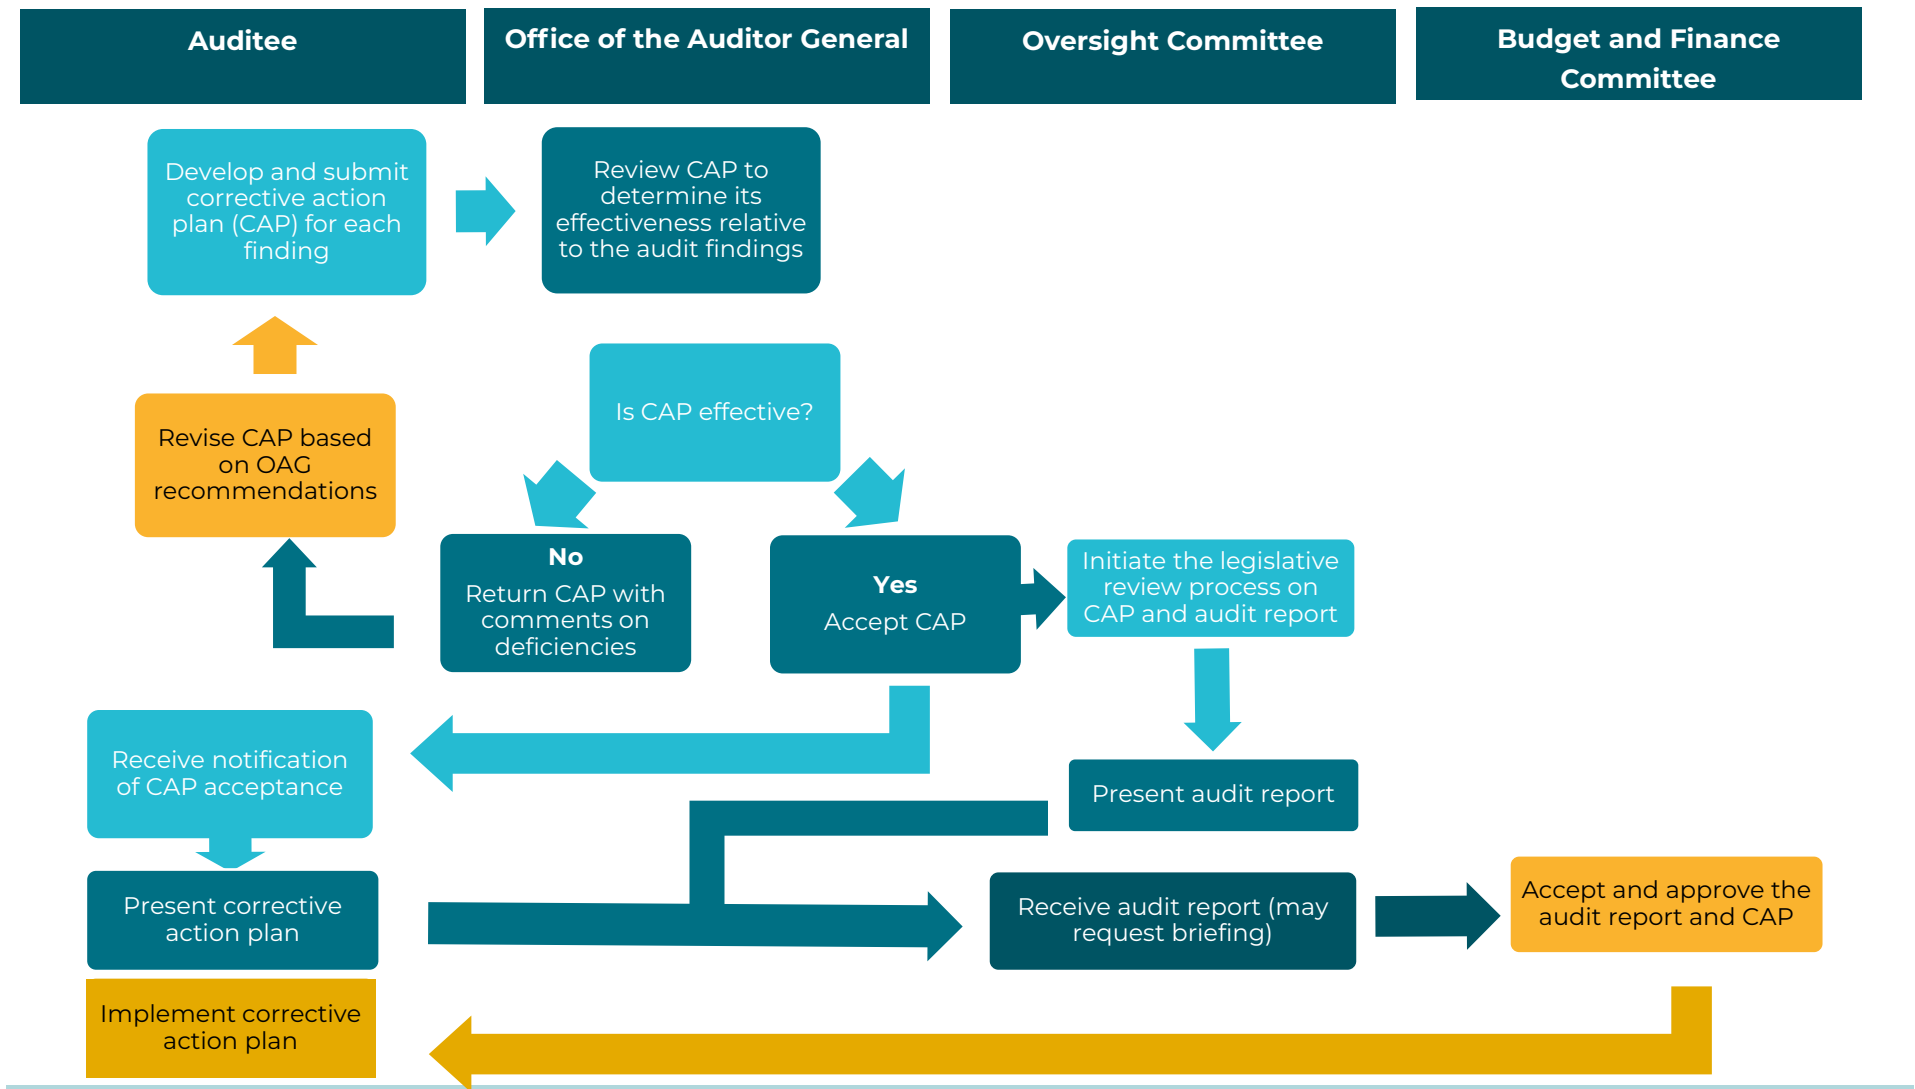 Auditee
Office of the Auditor General
Oversight Committee
Budget and Finance
Committee
Develop and submit
corrective action
plan (CAP) for each
finding
Review CAP to
determine its
effectiveness relative
to the audit findings
Is CAP effective?
Revise CAP based
on OAG
recommendations
No
Return CAP with
comments on
deficiencies
Yes
Accept CAP
Initiate the legislative
review process on
CAP and audit report
Receive notification
of CAP acceptance
Present audit report
Present corrective
action plan
Receive audit report (may
request briefing)
Accept and approve the
audit report and CAP
Implement corrective
action plan